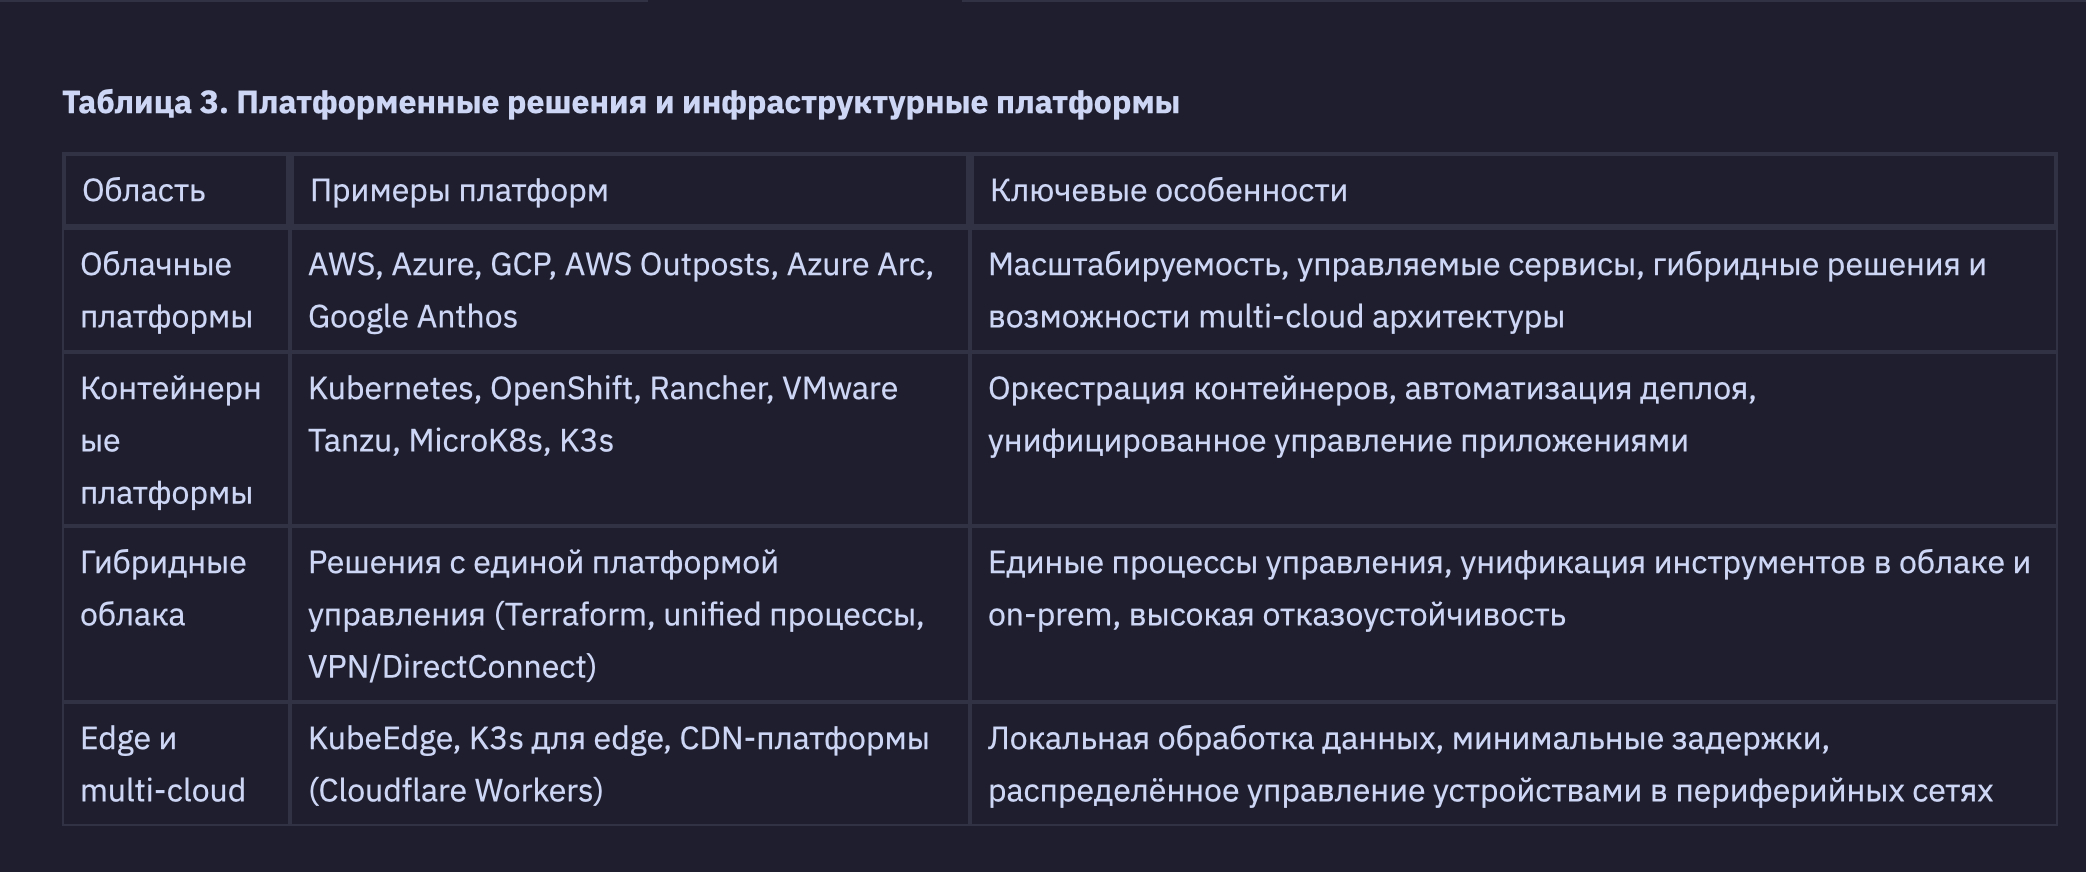 Таблица 3. Платформенные решения и инфраструктурные платформы
Область
Примеры платформ
Ключевые особенности
Облачные
платформы
AWS, Azure, GCP, AWS Outposts, Azure Arc,
Google Anthos
Масштабируемость, управляемые сервисы, гибридные решения и
возможности multi-cloud архитектуры
Контейнерн
ые
платформы
Kubernetes, OpenShift, Rancher, VMware
Tanzu, MicroK8s, K3s
Оркестрация контейнеров, автоматизация деплоя,
унифицированное управление приложениями
Гибридные
облака
Решения с единой платформой
управления (Terraform, unified процессы,
VPN/DirectConnect)
Единые процессы управления, унификация инструментов в облаке и
on-prem, высокая отказоустойчивость
Edge и
multi-cloud
KubeEdge, K3s для edge, CDN-платформы
(Cloudflare Workers)
Локальная обработка данных, минимальные задержки,
распределённое управление устройствами в периферийных сетях